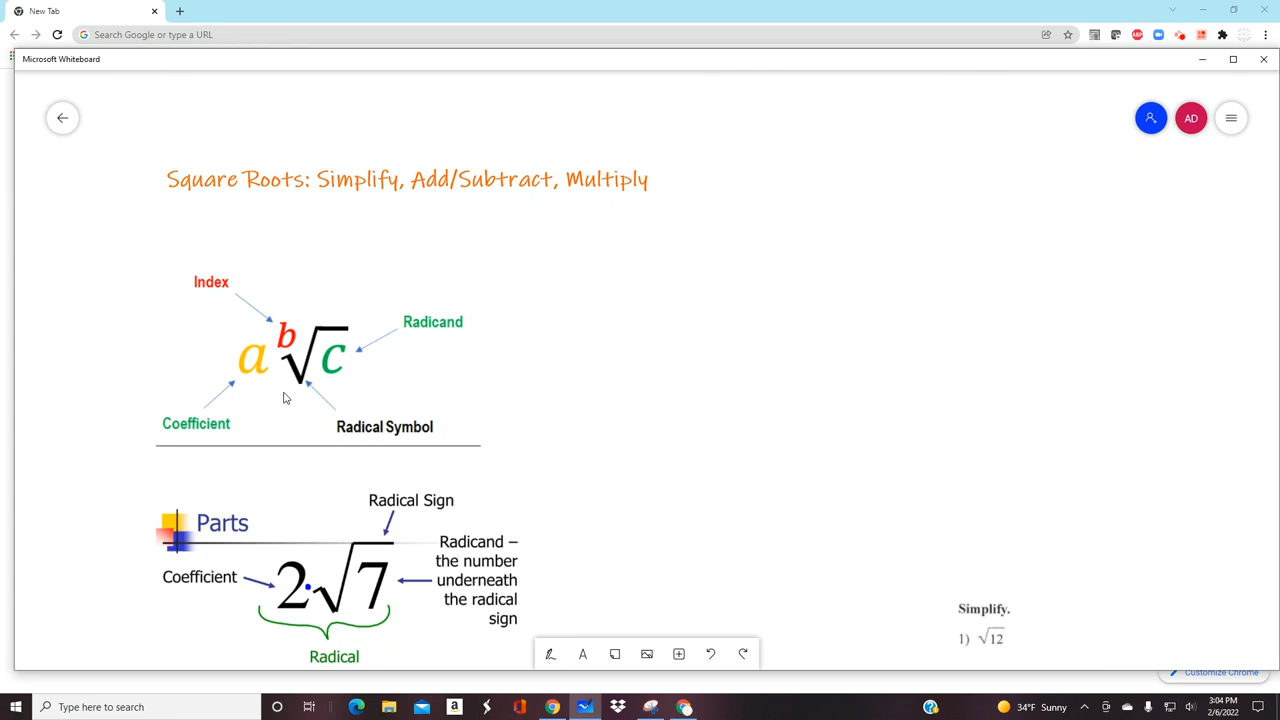 New Tab
Search Google or type a URL
Microsoft Whiteboard
AD
Square Roots: Simplify, Add/Subtract, Multiply
Index
Radicand
a b√c
Coefficient
Radical Symbol
Radical Sign
Parts
Radicand –
the number
underneath
the radical
sign
Coefficient
2·√7
Radical
Simplify.
1) √12
Customize Chrome
Type here to search
34°F Sunny
3:04 PM
2/6/2022